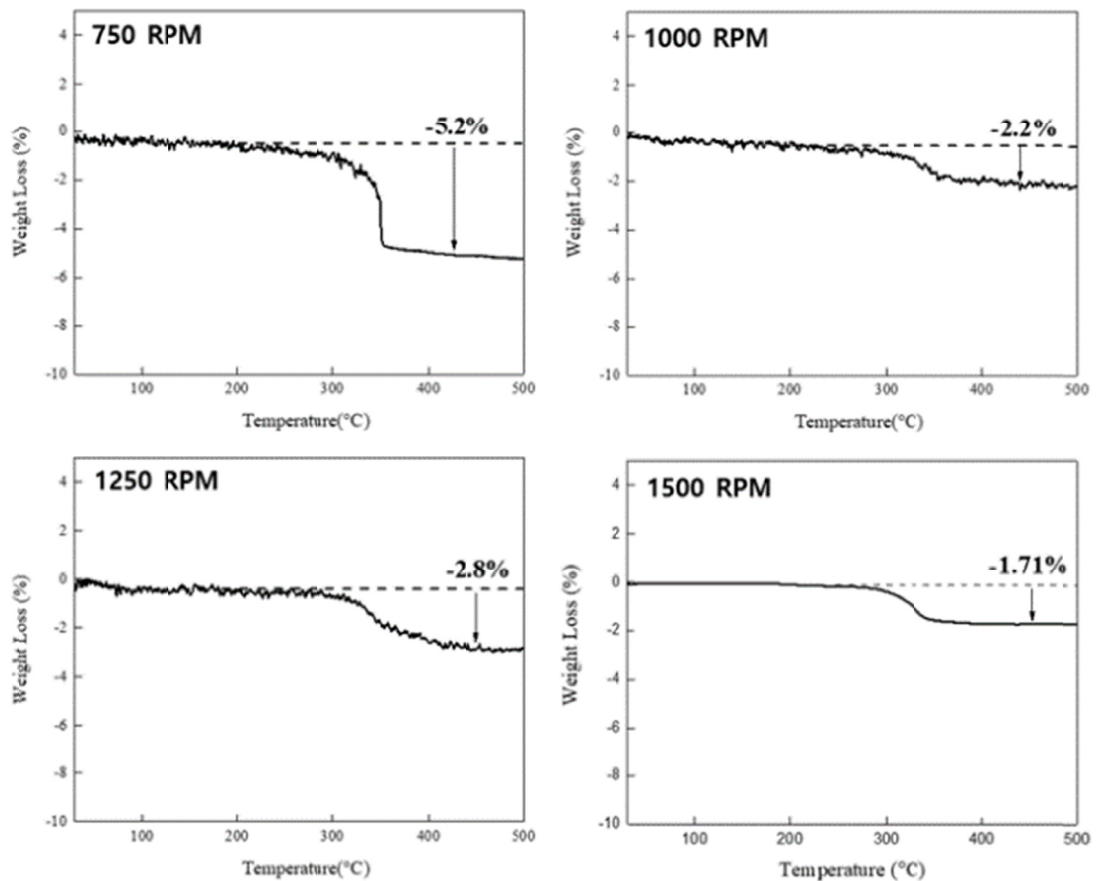 750 RPM
4
2
0
-2
-4
-6
-8
-10
-5.2%
100 200 300 400 500
Weight Loss (%)
Temperature(°C)
1000 RPM
4
2
0
-2
-4
-6
-8
-10
-2.2%
100 200 300 400 500
Weight Loss (%)
Temperature(°C)
1250 RPM
4
2
0
-2
-4
-6
-8
-10
-2.8%
100 200 300 400 500
Weight Loss (%)
Temperature(°C)
1500 RPM
4
2
0
-2
-4
-6
-8
-10
-1.71%
100 200 300 400 500
Weight Loss (%)
Temperature (°C)